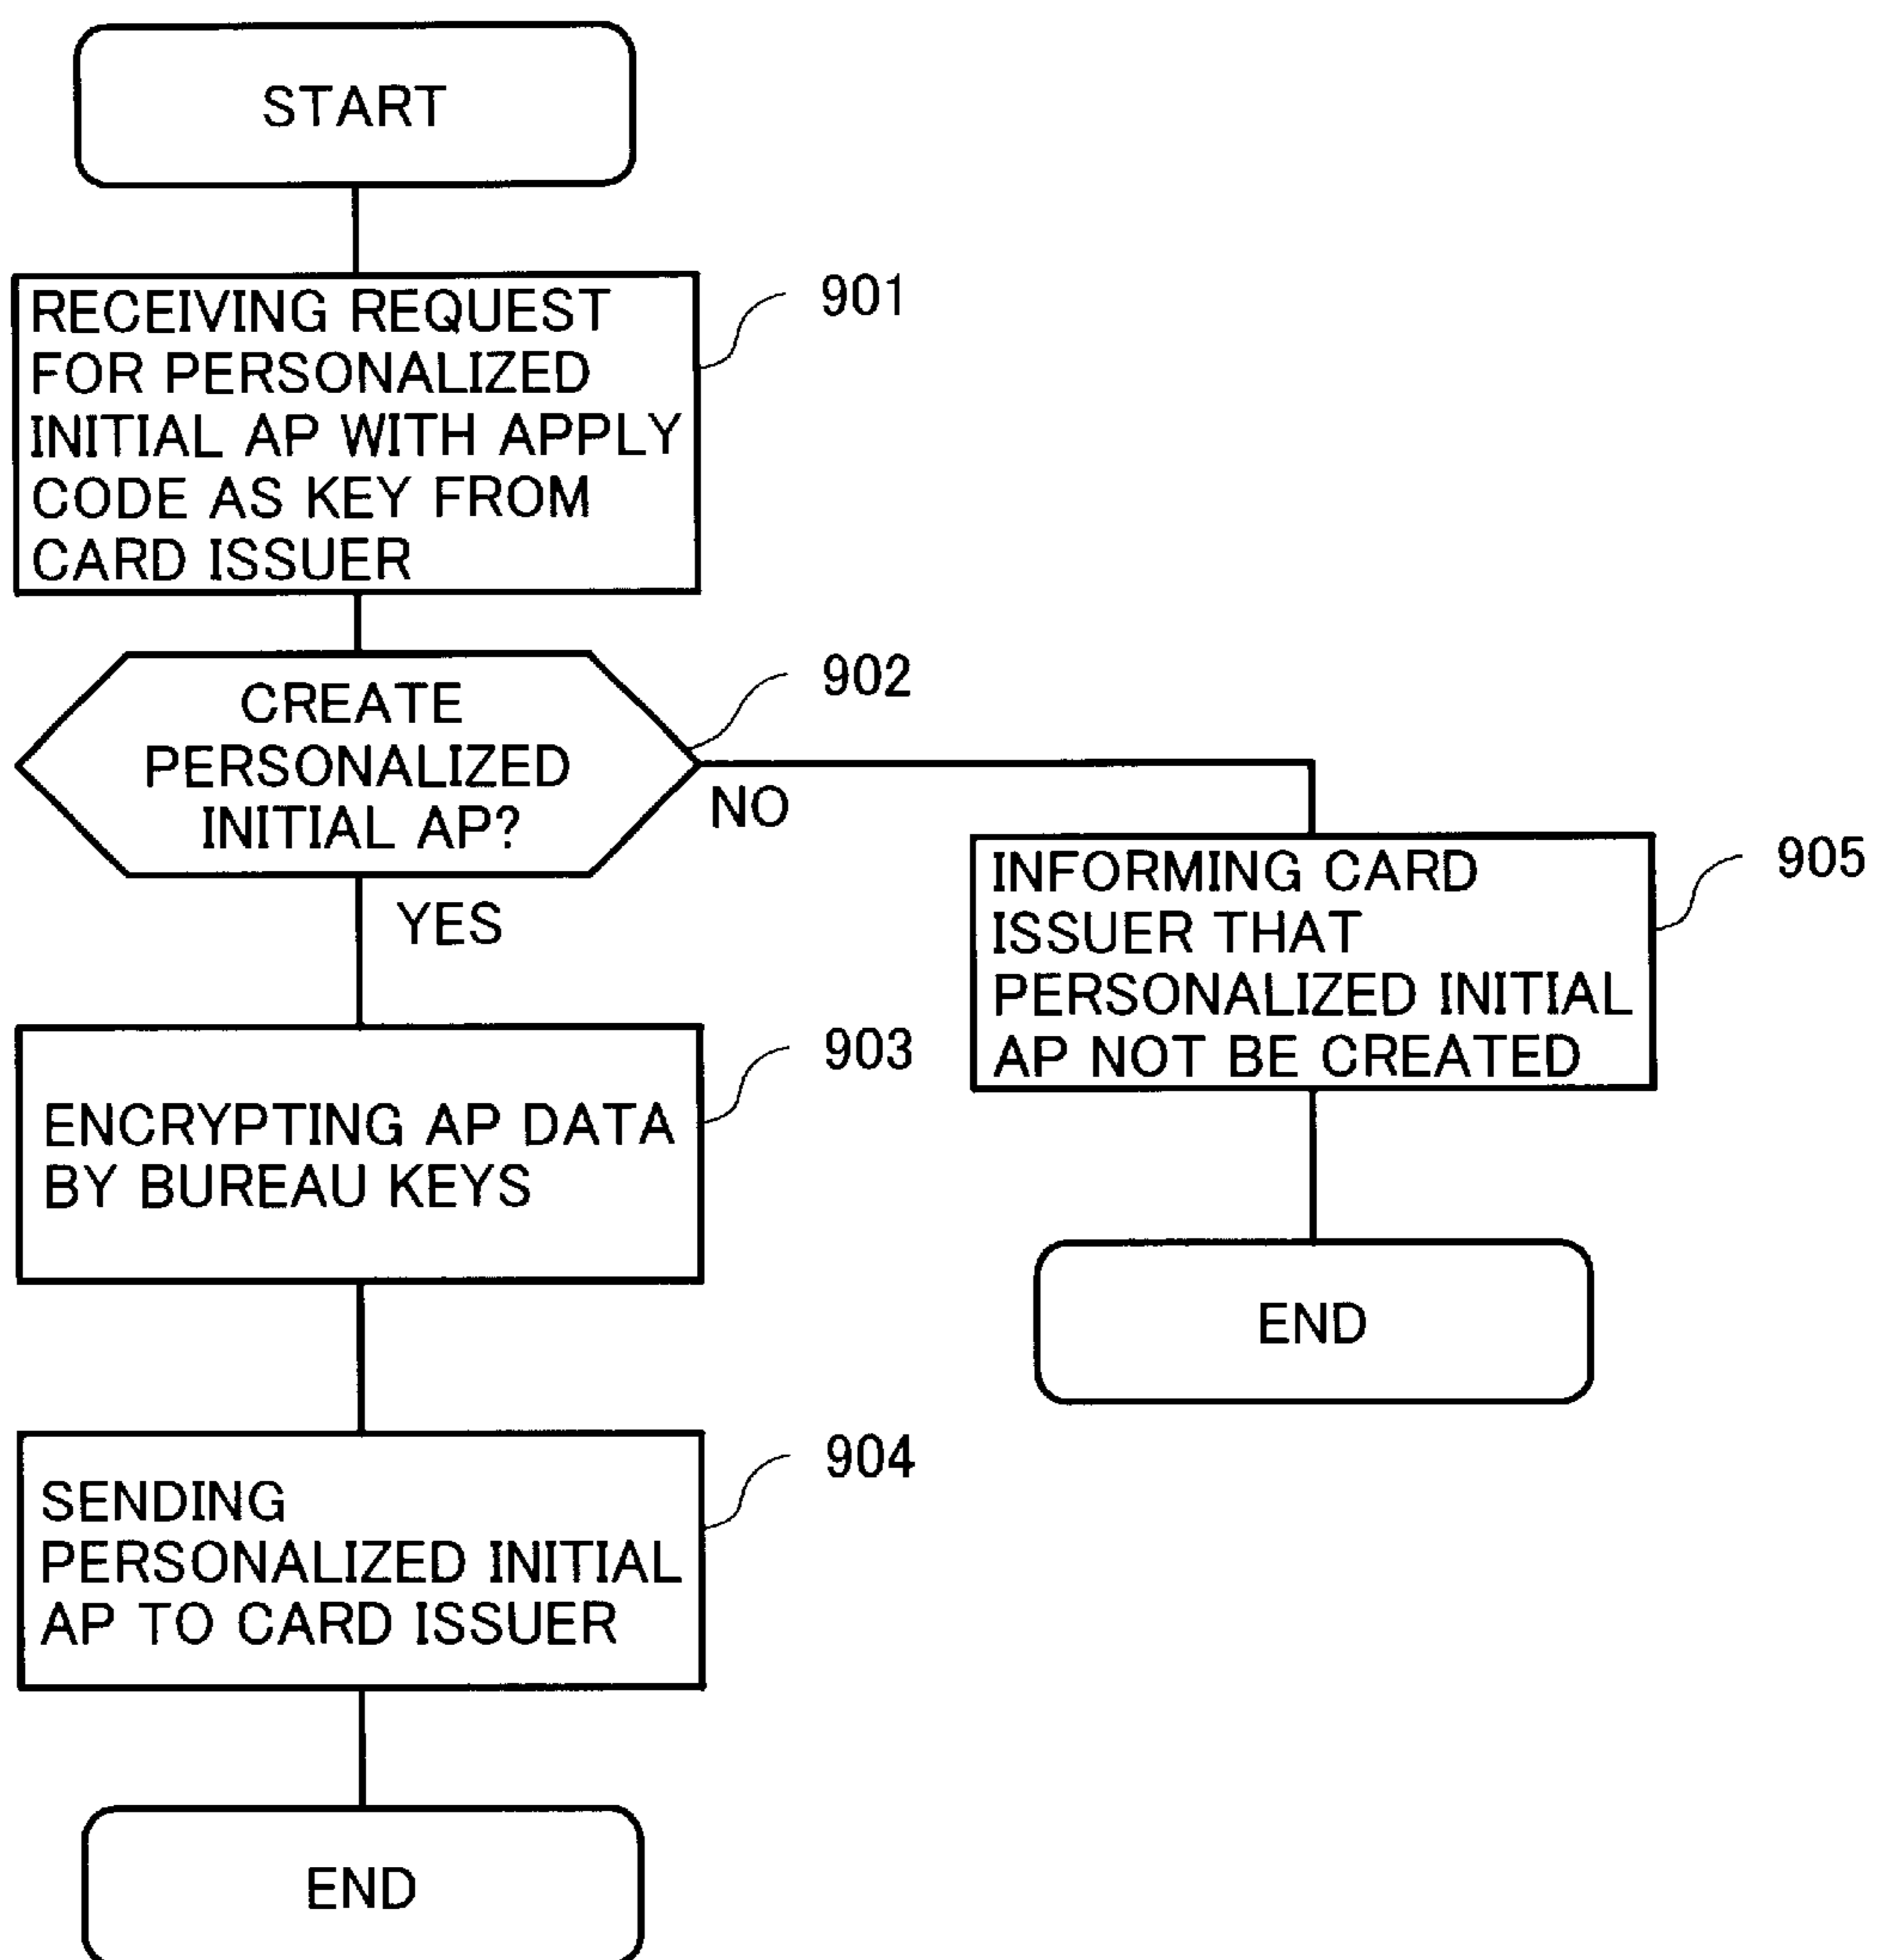 START
RECEIVING REQUEST
FOR PERSONALIZED
INITIAL AP WITH APPLY
CODE AS KEY FROM
CARD ISSUER
901
CREATE
PERSONALIZED
INITIAL AP?
902
NO
YES
INFORMING CARD
ISSUER THAT
PERSONALIZED INITIAL
AP NOT BE CREATED
905
END
ENCRYPTING AP DATA
BY BUREAU KEYS
903
SENDING
PERSONALIZED INITIAL
AP TO CARD ISSUER
904
END